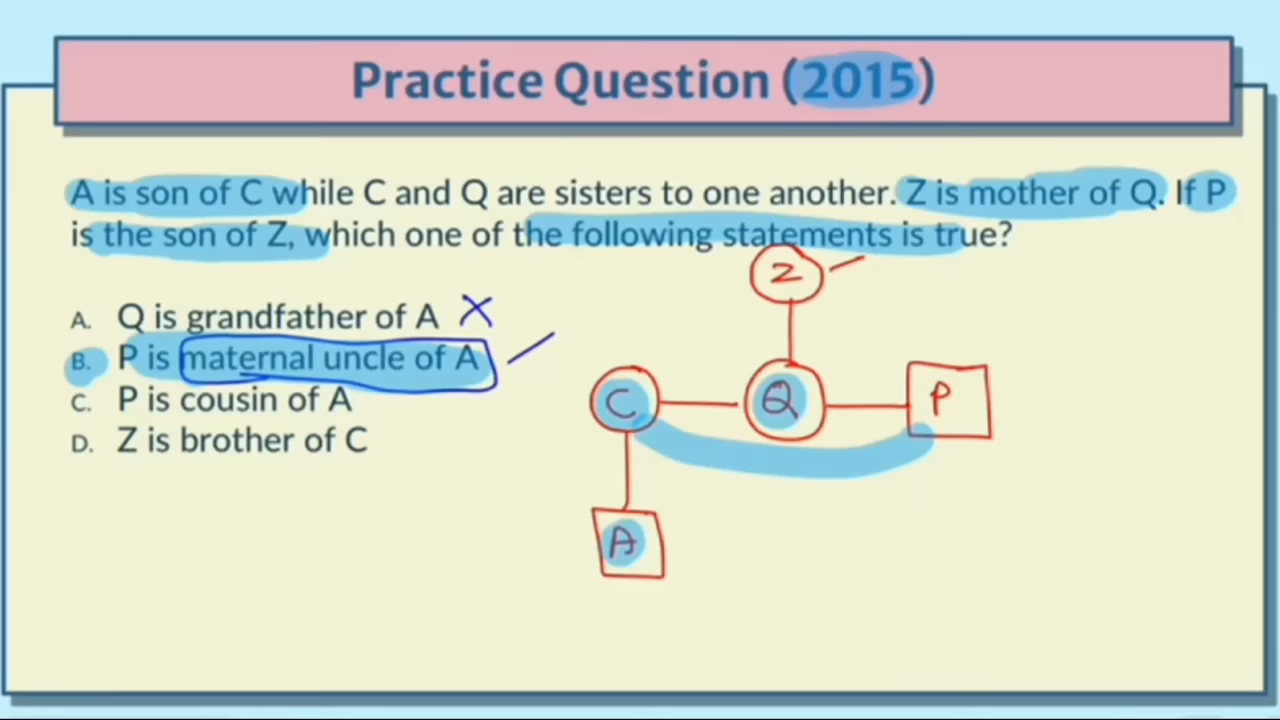 Practice Question (2015)
A is son of C while C and Q are sisters to one another. Z is mother of Q. If P
is the son of Z, which one of the following statements is true?
A. Q is grandfather of A
B. P is maternal uncle of A
C. P is cousin of A
D. Z is brother of C
Z
C
Q
P
A